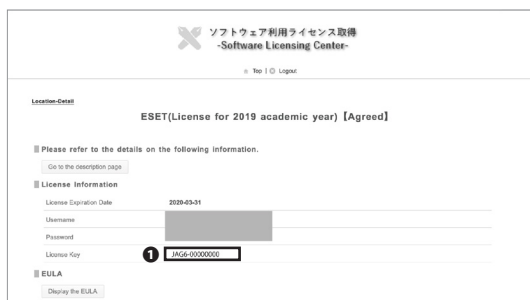 ソフトウェア利用ライセンス取得
-Software Licensing Center-
Top | Logout
Location-Detail
ESET(License for 2019 academic year)【Agreed】
Please refer to the details on the following information.
Go to the description page
License Information
License Expiration Date 2020-03-31
Username
Password
License Key ❶ JAG6-00000000
EULA
Display the EULA